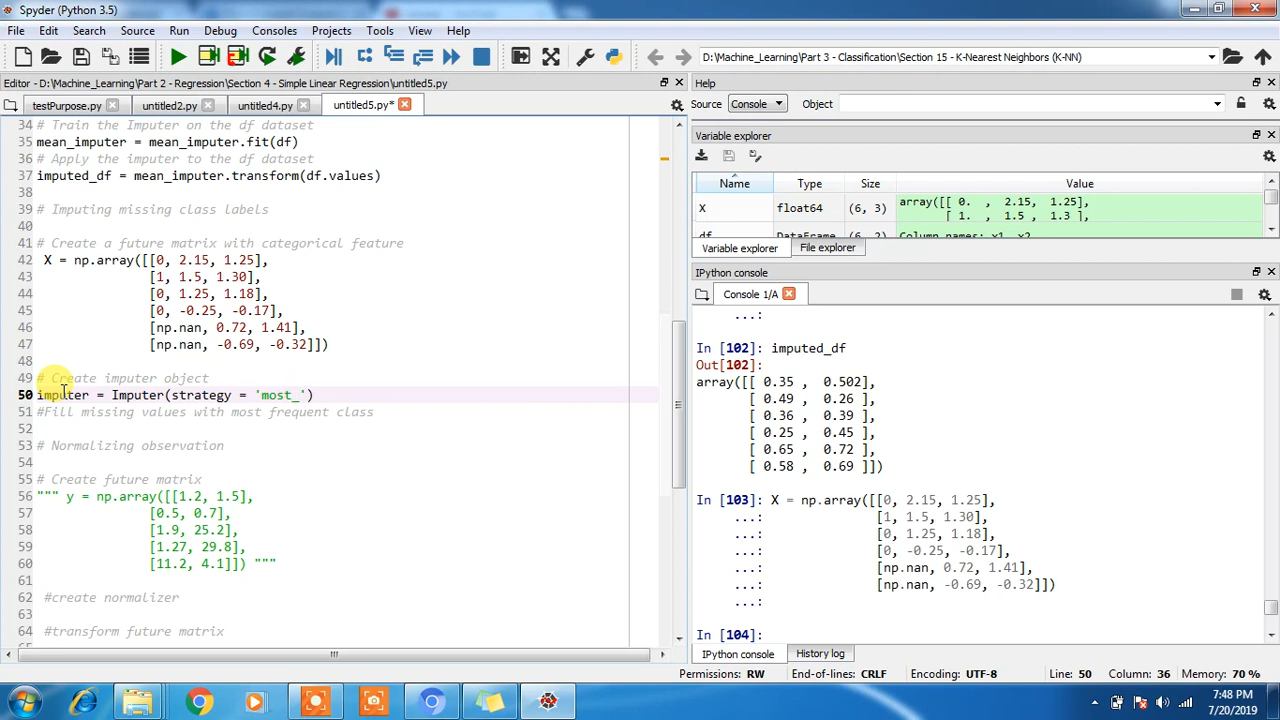 Spyder (Python 3.5)
File Edit Search Source Run Debug Consoles Projects Tools View Help
D:\Machine_Learning\Part 3 - Classification\Section 15 - K-Nearest Neighbors (K-NN)
Editor - D:\Machine_Learning\Part 2 - Regression\Section 4 - Simple Linear Regression\untitled5.py
testPurpose.py untitled2.py untitled4.py untitled5.py*
34 # Train the Imputer on the df dataset
35 mean_imputer = mean_imputer.fit(df)
36 # Apply the imputer to the df dataset
37 imputed_df = mean_imputer.transform(df.values)
38
39 # Imputing missing class labels
40
41 # Create a future matrix with categorical feature
42 X = np.array([[0, 2.15, 1.25],
43 [1, 1.5, 1.30],
44 [0, 1.25, 1.18],
45 [0, -0.25, -0.17],
46 [np.nan, 0.72, 1.41],
47 [np.nan, -0.69, -0.32]])
48
49 # Create imputer object
50 imputer = Imputer(strategy = 'most_')
51 #Fill missing values with most frequent class
52
53 # Normalizing observation
54
55 # Create future matrix
56 """ y = np.array([[1.2, 1.5],
57 [0.5, 0.7],
58 [1.9, 25.2],
59 [1.27, 29.8],
60 [11.2, 4.1]]) """
61
62 #create normalizer
63
64 #transform future matrix
Help
Source Console Object
Variable explorer
Name Type Size Value
X float64 (6, 3) array([[ 0. , 2.15, 1.25],
[ 1. , 1.5 , 1.3 ],
df DataFrame (6, 2) Column names: x1, x2
Variable explorer File explorer
IPython console
Console 1/A
...:
In [102]: imputed_df
Out[102]:
array([[ 0.35 , 0.502],
[ 0.49 , 0.26 ],
[ 0.36 , 0.39 ],
[ 0.25 , 0.45 ],
[ 0.65 , 0.72 ],
[ 0.58 , 0.69 ]])
In [103]: X = np.array([[0, 2.15, 1.25],
...: [1, 1.5, 1.30],
...: [0, 1.25, 1.18],
...: [0, -0.25, -0.17],
...: [np.nan, 0.72, 1.41],
...: [np.nan, -0.69, -0.32]])
...:
In [104]:
IPython console History log
Permissions: RW End-of-lines: CRLF Encoding: UTF-8 Line: 50 Column: 36 Memory: 70 %
7:48 PM
7/20/2019